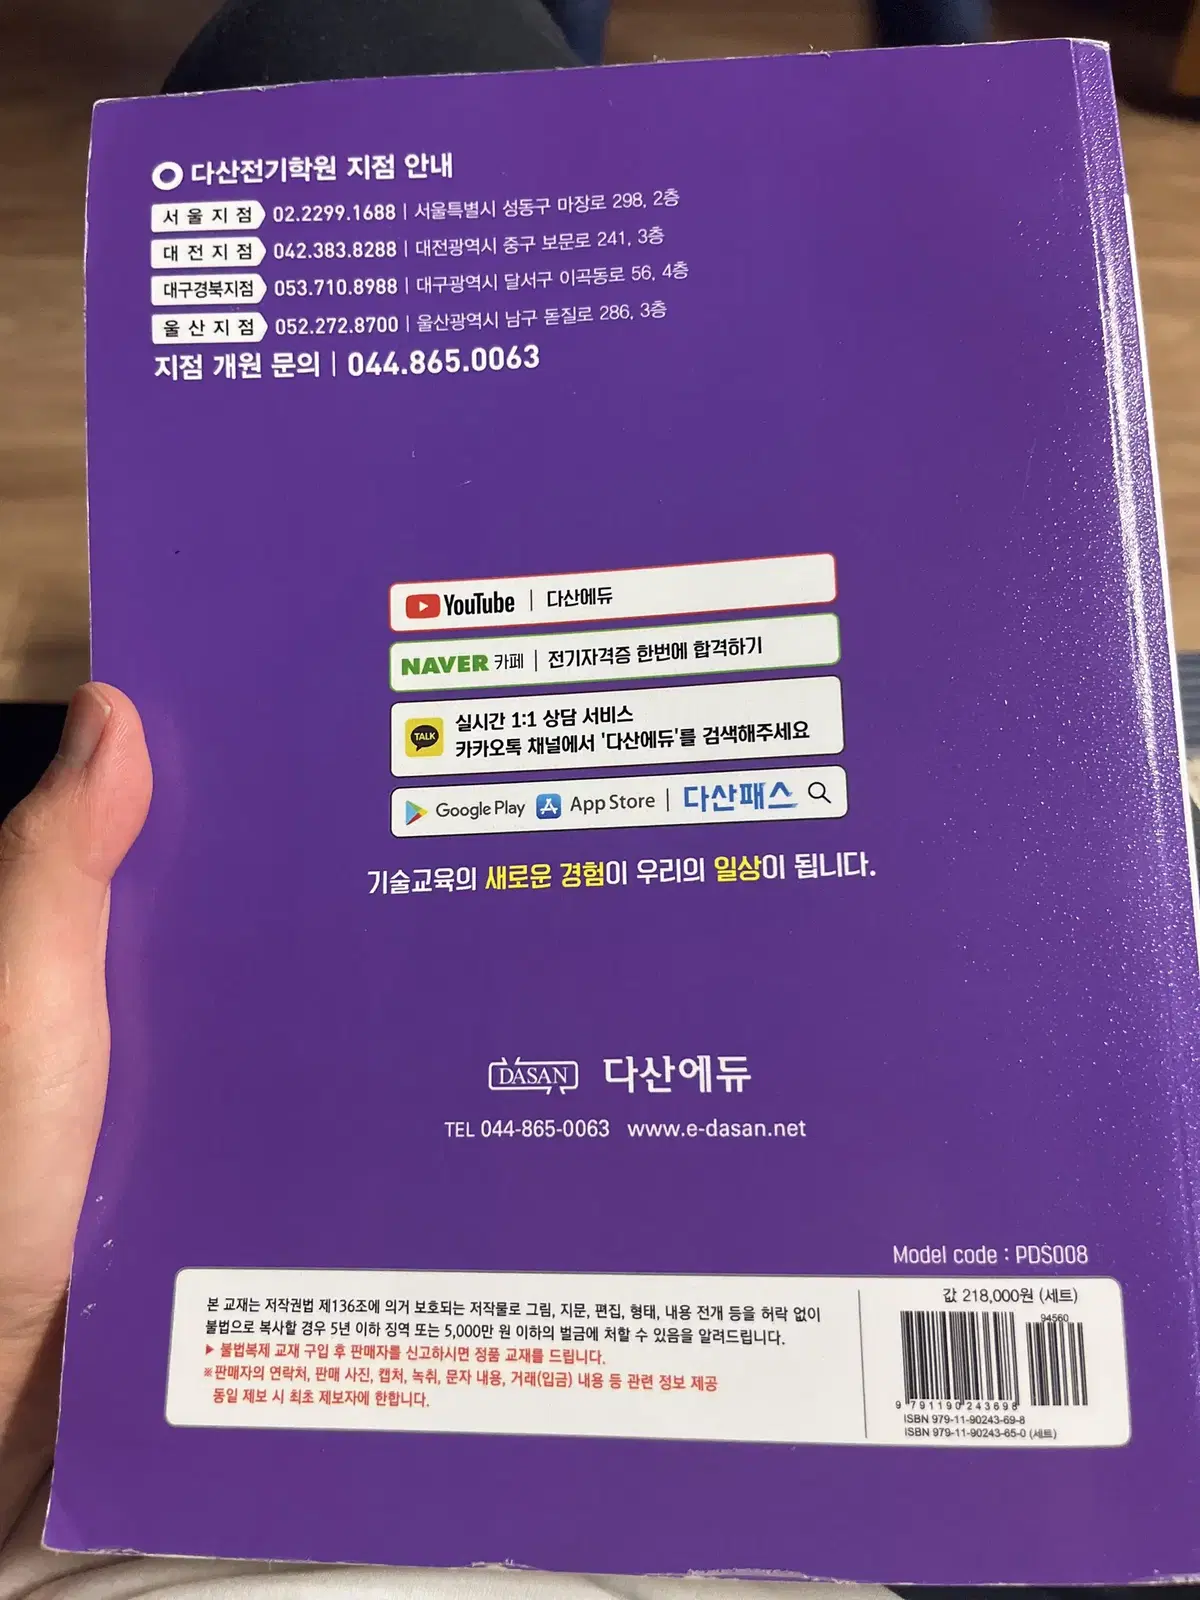 다산전기학원 지점 안내
서울지점 02.2299.1688 | 서울특별시 성동구 마장로 298, 2층
대전지점 042.383.8288 | 대전광역시 중구 보문로 241, 3층
대구경북지점 053.710.8988 | 대구광역시 달서구 이곡동로 56, 4층
울산지점 052.272.8700 | 울산광역시 남구 돋질로 286, 3층
지점 개원 문의 | 044.865.0063
YouTube | 다산에듀
NAVER 카페 | 전기자격증 한번에 합격하기
TALK
실시간 1:1 상담 서비스
카카오톡 채널에서 '다산에듀'를 검색해주세요
Google Play App Store | 다산패스
기술교육의 새로운 경험이 우리의 일상이 됩니다.
DASAN 다산에듀
TEL 044-865-0063 www.e-dasan.net
Model code : PDS008
본 교재는 저작권법 제136조에 의거 보호되는 저작물로 그림, 지문, 편집, 형태, 내용 전개 등을 허락 없이
불법으로 복사할 경우 5년 이하 징역 또는 5,000만 원 이하의 벌금에 처할 수 있음을 알려드립니다.
▶ 불법복제 교재 구입 후 판매자를 신고하시면 정품 교재를 드립니다.
※판매자의 연락처, 판매 사진, 캡처, 녹취, 문자 내용, 거래(입금) 내용 등 관련 정보 제공
동일 제보 시 최초 제보자에 한합니다.
값 218,000원 (세트)
94560
9 791190 243698
ISBN 979-11-90243-69-8
ISBN 979-11-90243-65-0 (세트)